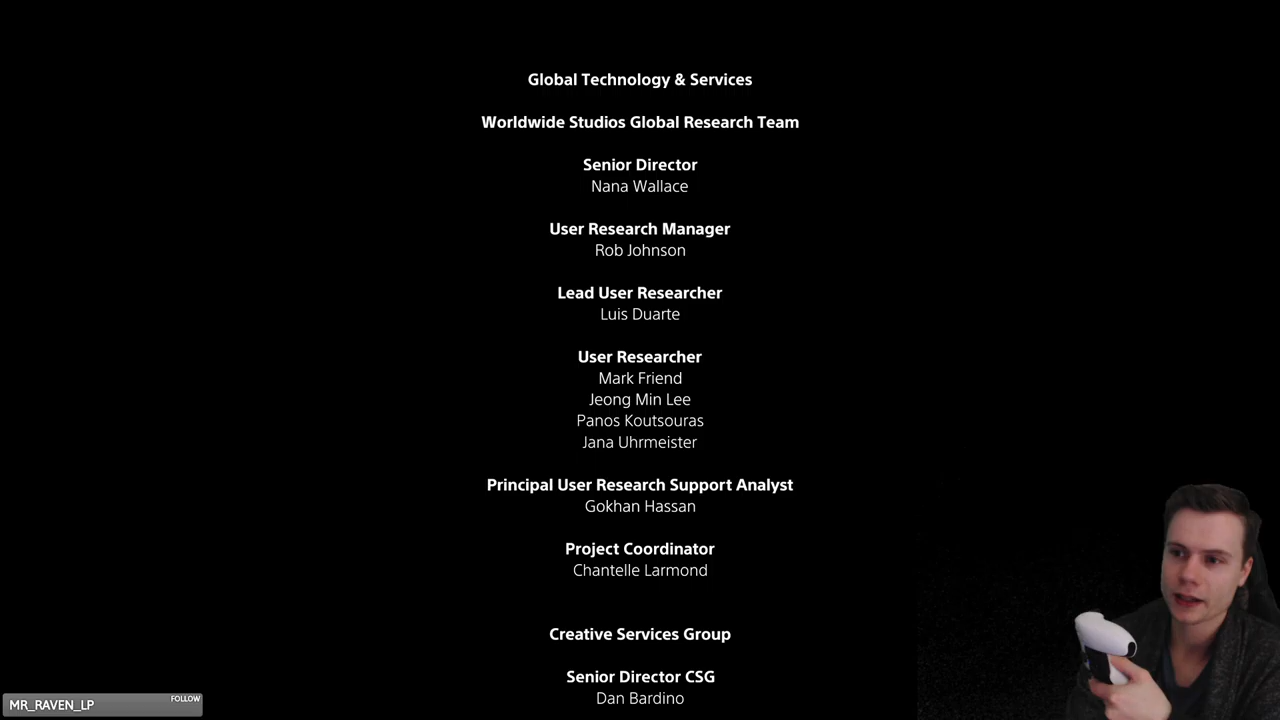 Global Technology & Services
Worldwide Studios Global Research Team
Senior Director
Nana Wallace
User Research Manager
Rob Johnson
Lead User Researcher
Luis Duarte
User Researcher
Mark Friend
Jeong Min Lee
Panos Koutsouras
Jana Uhrmeister
Principal User Research Support Analyst
Gokhan Hassan
Project Coordinator
Chantelle Larmond
Creative Services Group
Senior Director CSG
Dan Bardino
MR_RAVEN_LP
FOLLOW